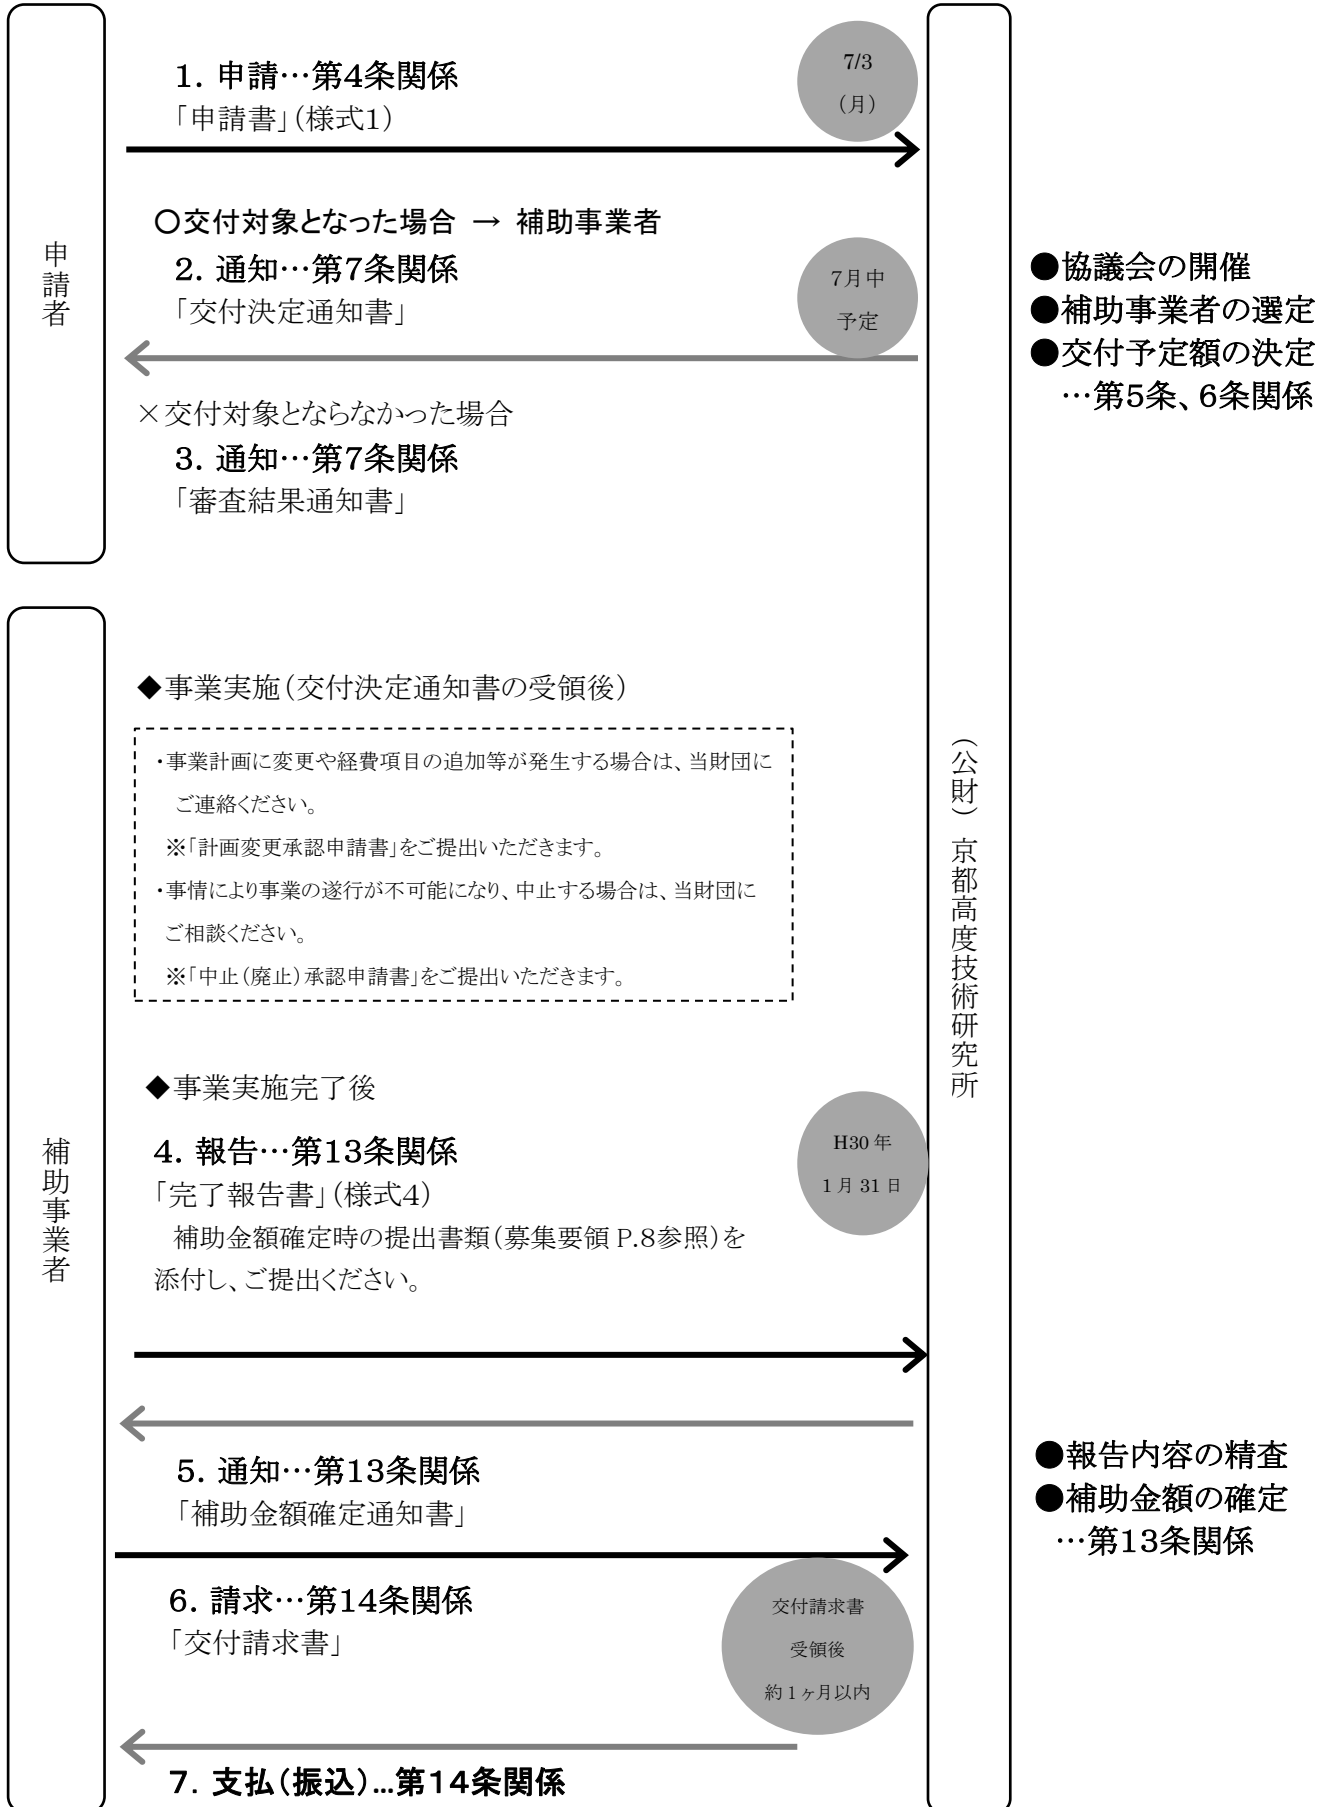 1. 申請…第4条関係
「申請書」(様式1)
7/3
(月)
申請者
○交付対象となった場合 → 補助事業者
2. 通知…第7条関係
「交付決定通知書」
7月中
予定
×交付対象とならなかった場合
3. 通知…第7条関係
「審査結果通知書」
●協議会の開催
●補助事業者の選定
●交付予定額の決定
…第5条、6条関係
(公財)京都高度技術研究所
補助事業者
◆事業実施(交付決定通知書の受領後)
・事業計画に変更や経費項目の追加等が発生する場合は、当財団に
ご連絡ください。
※「計画変更承認申請書」をご提出いただきます。
・事情により事業の遂行が不可能になり、中止する場合は、当財団に
ご相談ください。
※「中止(廃止)承認申請書」をご提出いただきます。
◆事業実施完了後
4. 報告…第13条関係
「完了報告書」(様式4)
補助金額確定時の提出書類(募集要領 P.8参照)を
添付し、ご提出ください。
H30 年
1 月 31 日
5. 通知…第13条関係
「補助金額確定通知書」
●報告内容の精査
●補助金額の確定
…第13条関係
6. 請求…第14条関係
「交付請求書」
交付請求書
受領後
約 1 ヶ月以内
7. 支払(振込)…第14条関係